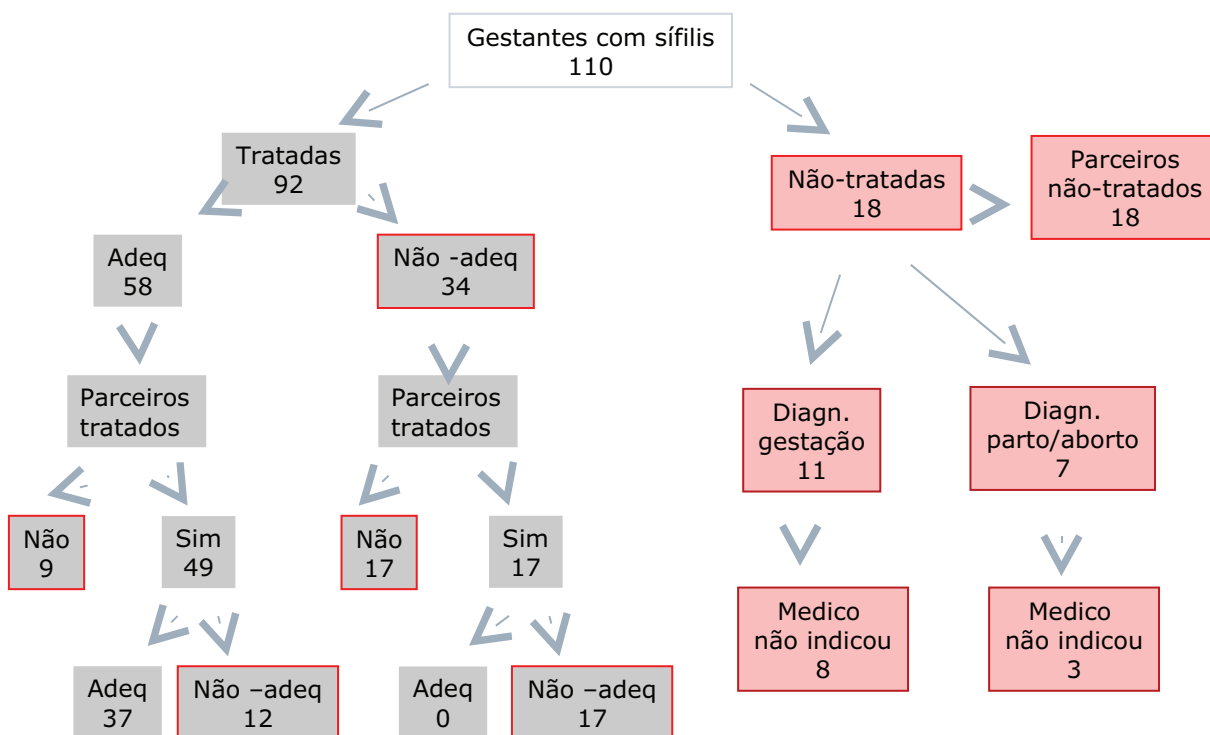 Gestantes com sífilis
110
Tratadas
92
Não-tratadas
18
Parceiros
não-tratados
18
Adeq
58
Não -adeq
34
Parceiros
tratados
Parceiros
tratados
Diagn.
gestação
11
Diagn.
parto/aborto
7
Não
9
Sim
49
Não
17
Sim
17
Medico
não indicou
8
Medico
não indicou
3
Adeq
37
Não –adeq
12
Adeq
0
Não –adeq
17